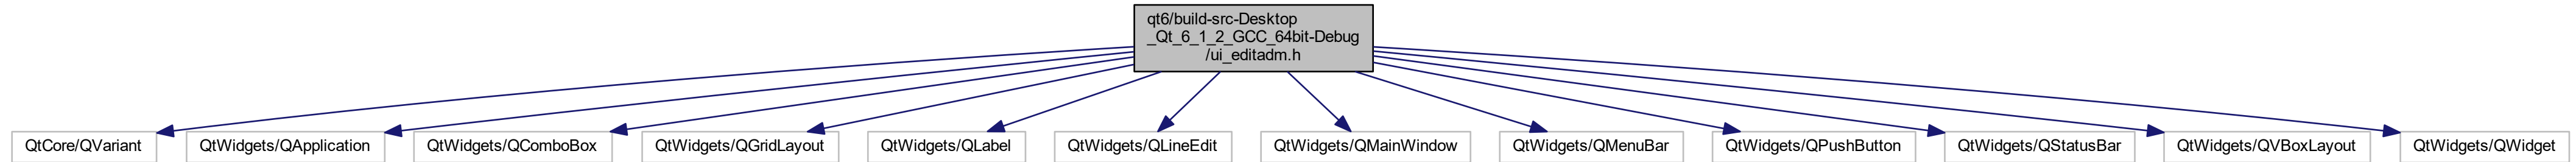 qt6/build-src-Desktop
_Qt_6_1_2_GCC_64bit-Debug
/ui_editadm.h
QtCore/QVariant
QtWidgets/QApplication
QtWidgets/QComboBox
QtWidgets/QGridLayout
QtWidgets/QLabel
QtWidgets/QLineEdit
QtWidgets/QMainWindow
QtWidgets/QMenuBar
QtWidgets/QPushButton
QtWidgets/QStatusBar
QtWidgets/QVBoxLayout
QtWidgets/QWidget